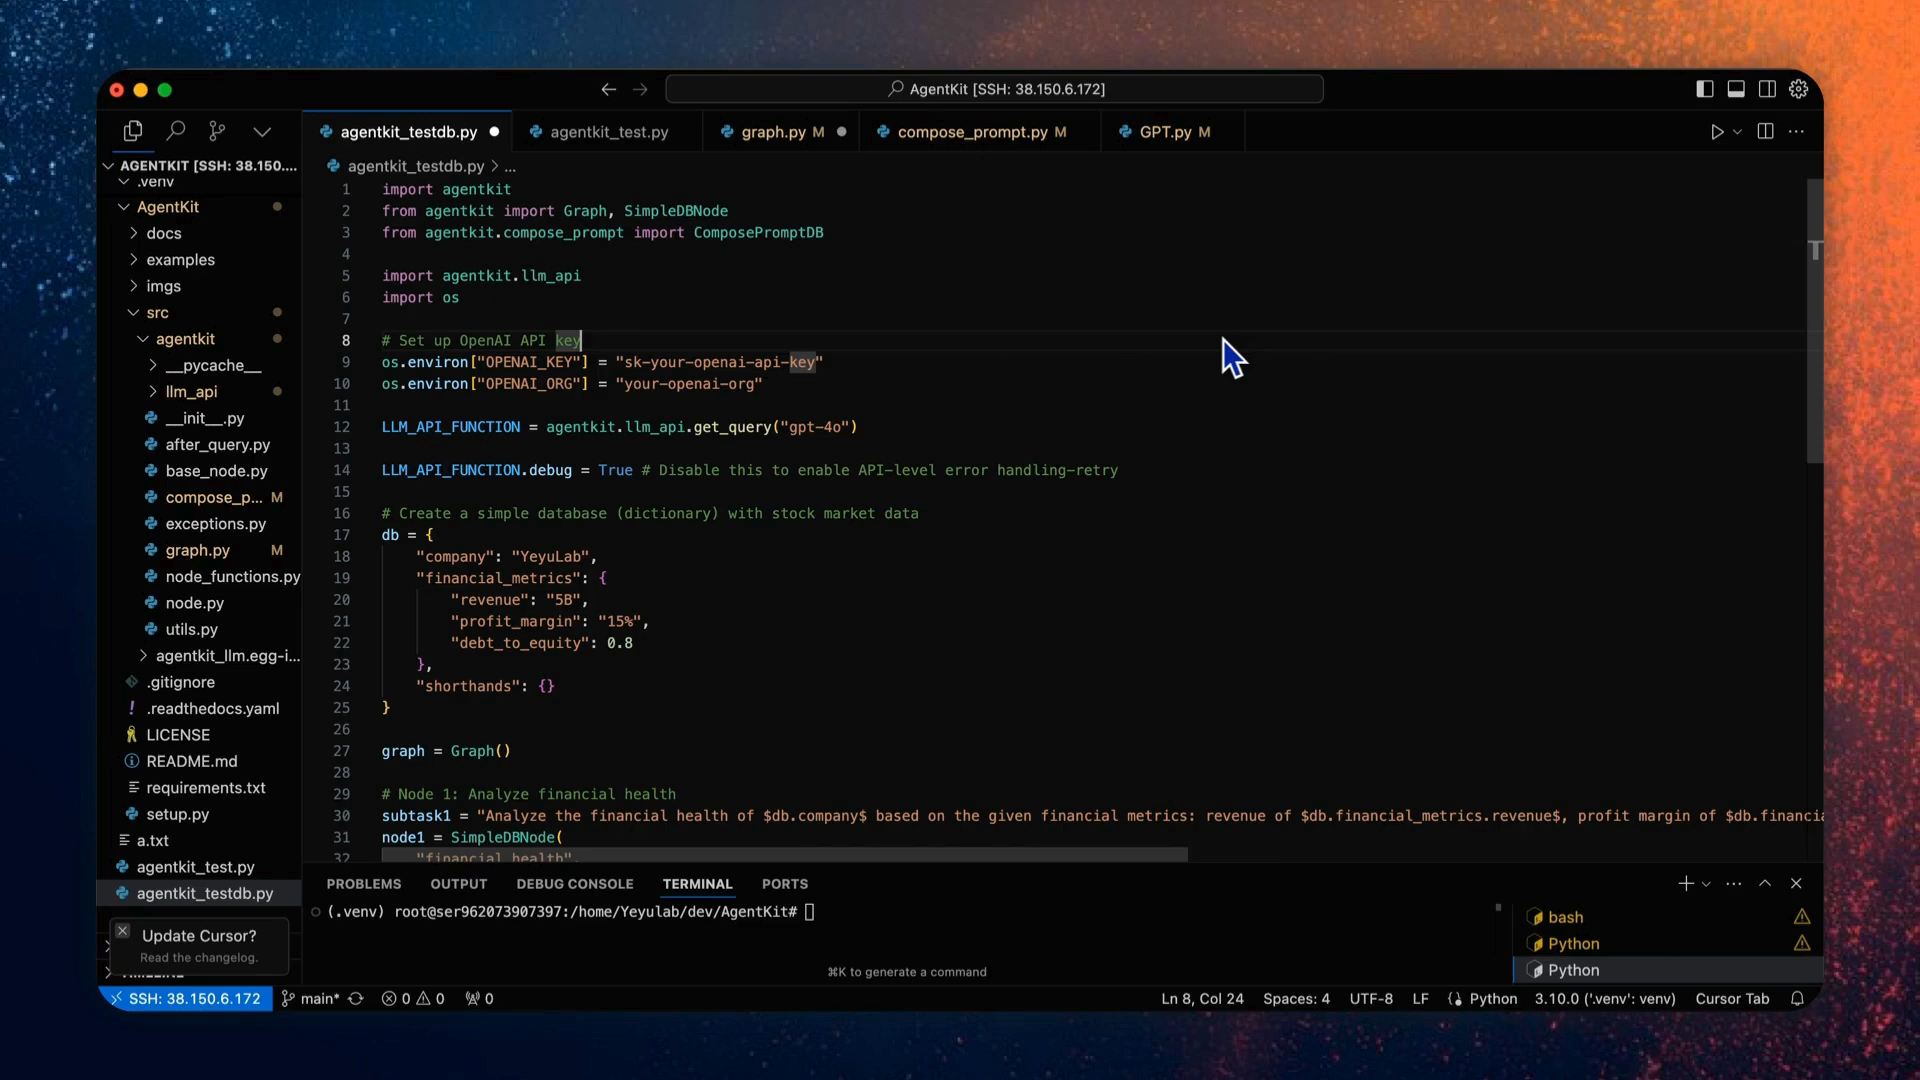 AgentKit [SSH: 38.150.6.172]
agentkit_testdb.py
agentkit_test.py
graph.py M
compose_prompt.py M
GPT.py M
AGENTKIT [SSH: 38.150....
.venv
AgentKit
docs
examples
imgs
src
agentkit
__pycache__
llm_api
__init__.py
after_query.py
base_node.py
compose_p... M
exceptions.py
graph.py M
node_functions.py
node.py
utils.py
agentkit_llm.egg-i...
.gitignore
! .readthedocs.yaml
LICENSE
README.md
requirements.txt
setup.py
a.txt
agentkit_test.py
agentkit_testdb.py
Update Cursor?
Read the changelog.
TIMELINE
agentkit_testdb.py > ...
1 import agentkit
2 from agentkit import Graph, SimpleDBNode
3 from agentkit.compose_prompt import ComposePromptDB
4
5 import agentkit.llm_api
6 import os
7
8 # Set up OpenAI API key
9 os.environ["OPENAI_KEY"] = "sk-your-openai-api-key"
10 os.environ["OPENAI_ORG"] = "your-openai-org"
11
12 LLM_API_FUNCTION = agentkit.llm_api.get_query("gpt-4o")
13
14 LLM_API_FUNCTION.debug = True # Disable this to enable API-level error handling-retry
15
16 # Create a simple database (dictionary) with stock market data
17 db = {
18 "company": "YeyuLab",
19 "financial_metrics": {
20 "revenue": "5B",
21 "profit_margin": "15%",
22 "debt_to_equity": 0.8
23 },
24 "shorthands": {}
25 }
26
27 graph = Graph()
28
29 # Node 1: Analyze financial health
30 subtask1 = "Analyze the financial health of $db.company$ based on the given financial metrics: revenue of $db.financial_metrics.revenue$, profit margin of $db.financia
31 node1 = SimpleDBNode(
32 "financial_health",
PROBLEMS OUTPUT DEBUG CONSOLE TERMINAL PORTS
(.venv) root@ser962073907397:/home/Yeyulab/dev/AgentKit#
⌘K to generate a command
bash
Python
Python
SSH: 38.150.6.172 main* 0 0 0 Ln 8, Col 24 Spaces: 4 UTF-8 LF Python 3.10.0 ('.venv': venv) Cursor Tab